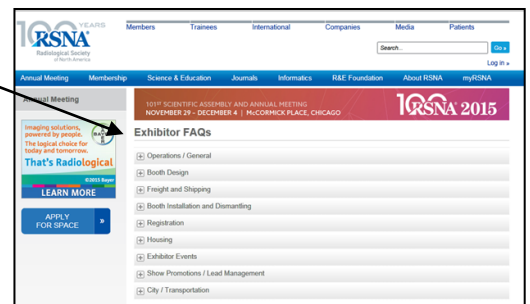 100 YEARS
RSNA
Radiological Society
of North America
Members Trainees International Companies Media Patients
Search... Go »
Log in »
Annual Meeting Membership Science & Education Journals Informatics R&E Foundation About RSNA myRSNA
Annual Meeting
101ST SCIENTIFIC ASSEMBLY AND ANNUAL MEETING
NOVEMBER 29 - DECEMBER 4 | McCORMICK PLACE, CHICAGO
RSNA 2015
Imaging solutions,
powered by people.
The logical choice for
today and tomorrow.
That's Radiological
©2015 Bayer
LEARN MORE
APPLY
FOR SPACE »
Exhibitor FAQs
Operations / General
Booth Design
Freight and Shipping
Booth Installation and Dismantling
Registration
Housing
Exhibitor Events
Show Promotions / Lead Management
City / Transportation